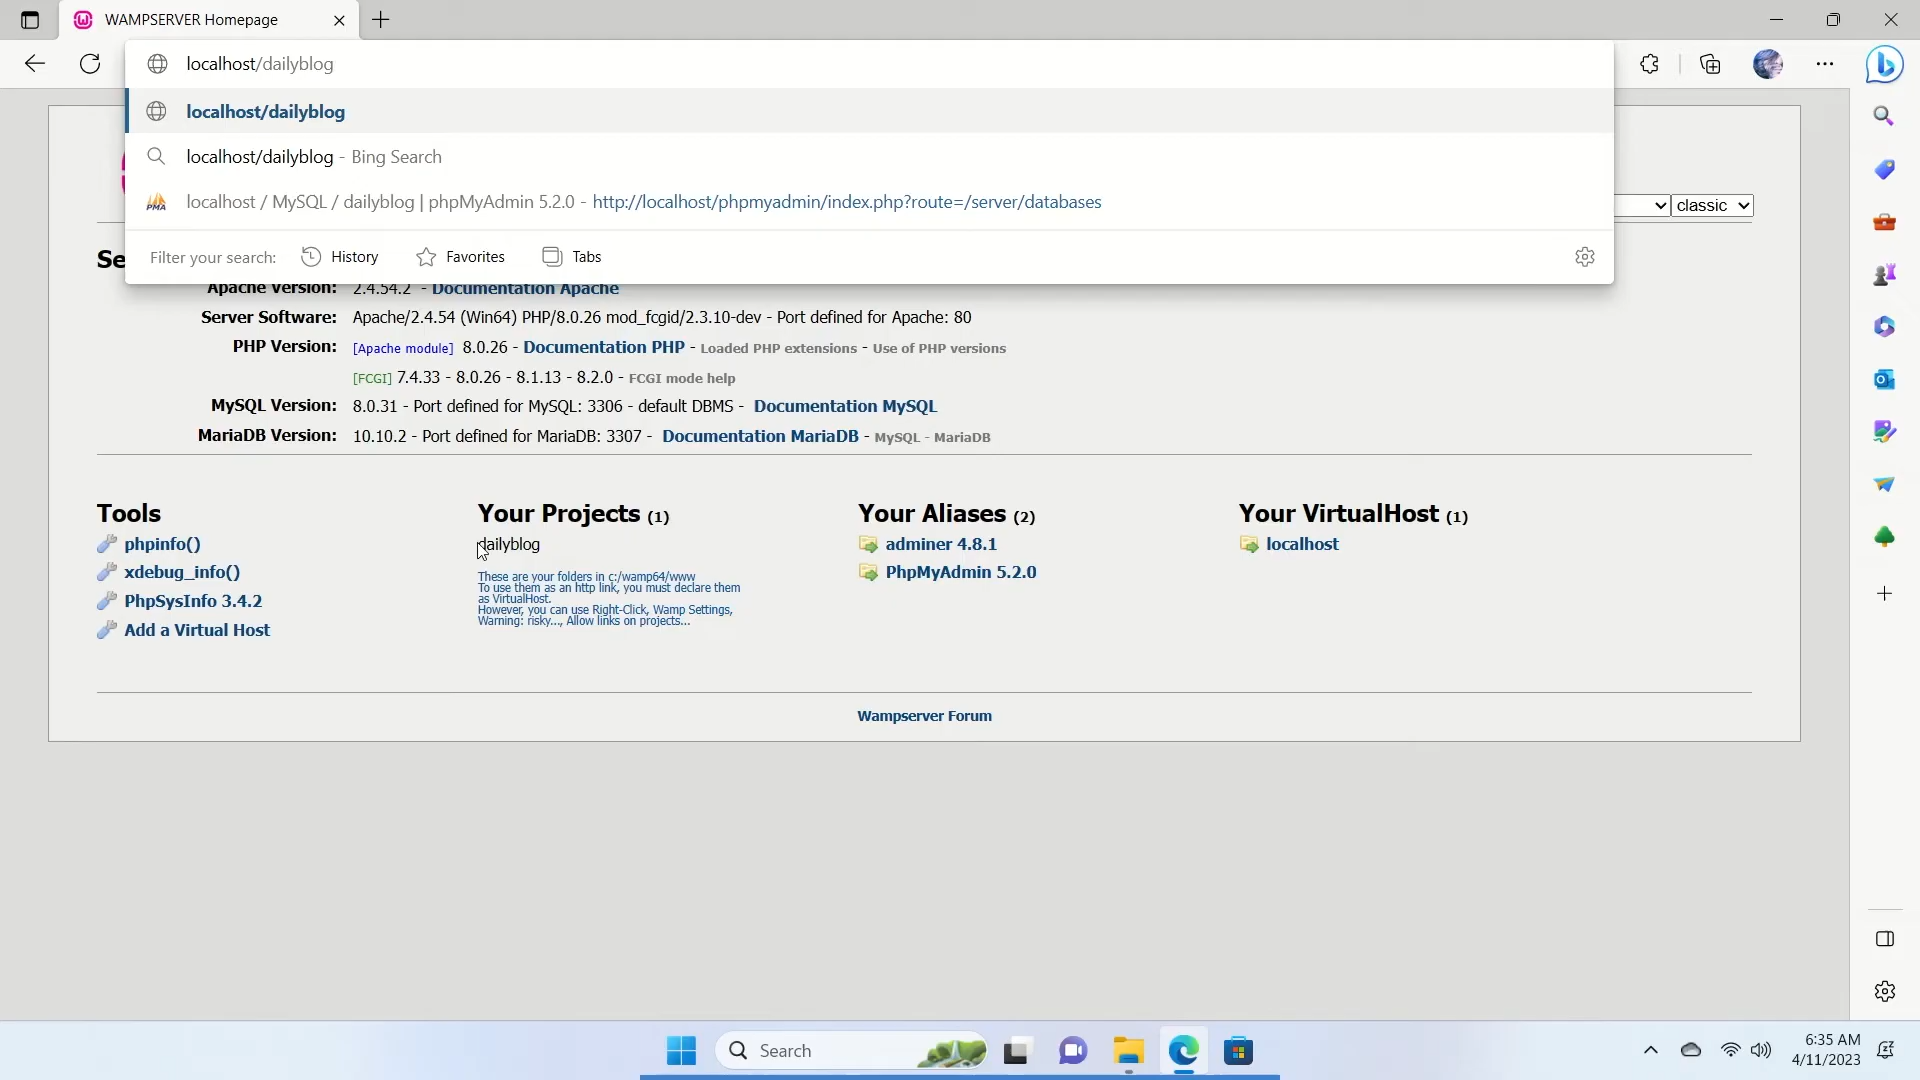 WAMPSERVER Homepage
localhost/dailyblog
localhost/dailyblog
localhost/dailyblog - Bing Search
localhost / MySQL / dailyblog | phpMyAdmin 5.2.0 - http://localhost/phpmyadmin/index.php?route=/server/databases
classic
Filter your search: History Favorites Tabs
Se
Apache Version: 2.4.54.2 - Documentation Apache
Server Software: Apache/2.4.54 (Win64) PHP/8.0.26 mod_fcgid/2.3.10-dev - Port defined for Apache: 80
PHP Version: [Apache module] 8.0.26 - Documentation PHP - Loaded PHP extensions - Use of PHP versions
[FCGI] 7.4.33 - 8.0.26 - 8.1.13 - 8.2.0 - FCGI mode help
MySQL Version: 8.0.31 - Port defined for MySQL: 3306 - default DBMS - Documentation MySQL
MariaDB Version: 10.10.2 - Port defined for MariaDB: 3307 - Documentation MariaDB - MySQL - MariaDB
Tools
phpinfo()
xdebug_info()
PhpSysInfo 3.4.2
Add a Virtual Host
Your Projects (1)
dailyblog
These are your folders in c:/wamp64/www
To use them as an http link, you must declare them
as VirtualHost.
However, you can use Right-Click, Wamp Settings,
Warning: risky..., Allow links on projects...
Your Aliases (2)
adminer 4.8.1
PhpMyAdmin 5.2.0
Your VirtualHost (1)
localhost
Wampserver Forum
Search
6:35 AM
4/11/2023